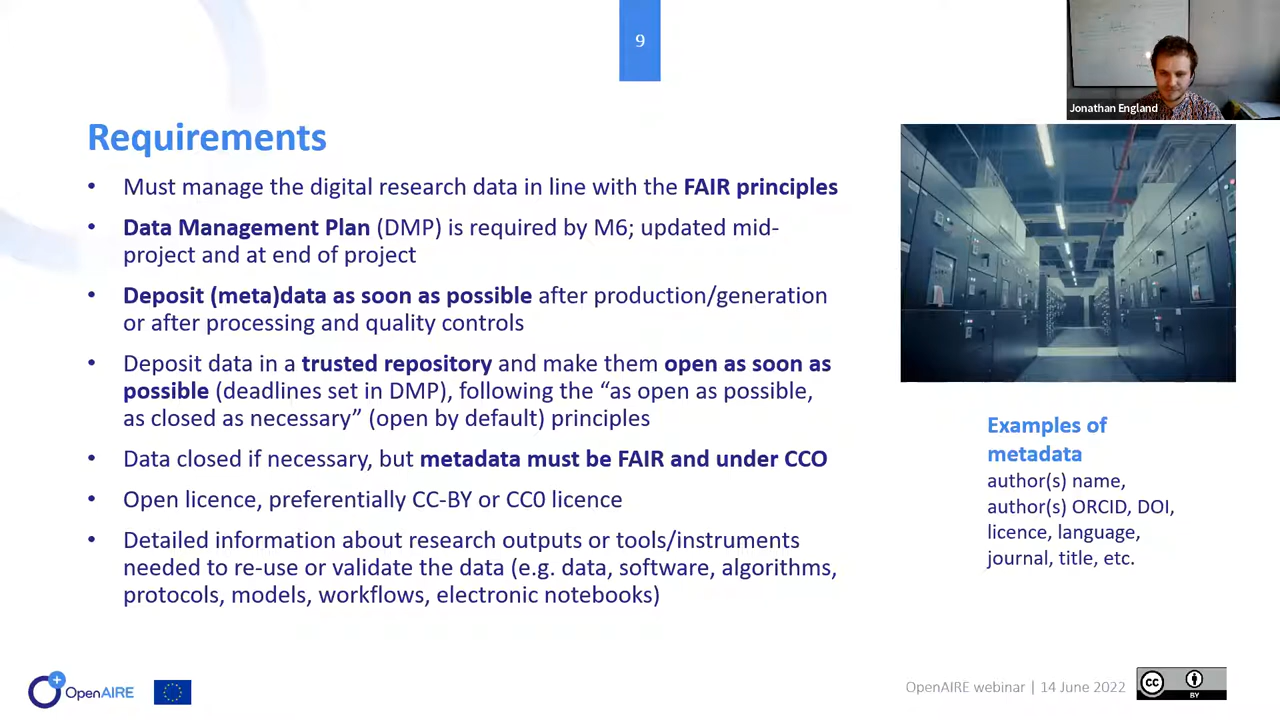 9
Jonathan England
Requirements
• Must manage the digital research data in line with the FAIR principles
• Data Management Plan (DMP) is required by M6; updated mid-
project and at end of project
• Deposit (meta)data as soon as possible after production/generation
or after processing and quality controls
• Deposit data in a trusted repository and make them open as soon as
possible (deadlines set in DMP), following the “as open as possible,
as closed as necessary” (open by default) principles
• Data closed if necessary, but metadata must be FAIR and under CCO
• Open licence, preferentially CC-BY or CC0 licence
• Detailed information about research outputs or tools/instruments
needed to re-use or validate the data (e.g. data, software, algorithms,
protocols, models, workflows, electronic notebooks)
Examples of
metadata
author(s) name,
author(s) ORCID, DOI,
licence, language,
journal, title, etc.
OpenAIRE
OpenAIRE webinar | 14 June 2022
cc
BY